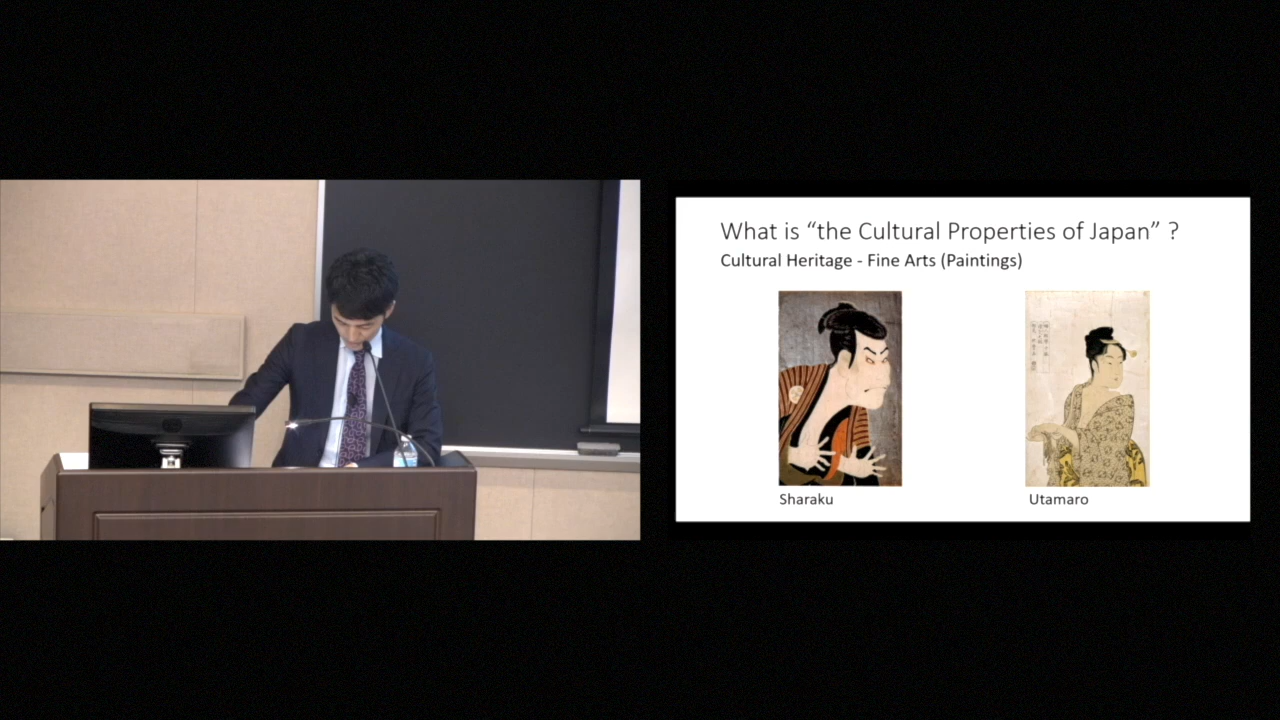 What is “the Cultural Properties of Japan” ?
Cultural Heritage - Fine Arts (Paintings)
Sharaku
Utamaro